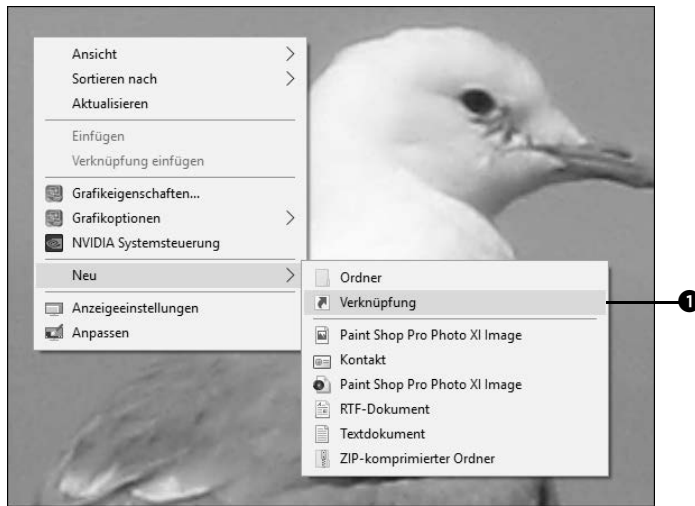 Ansicht
Sortieren nach
Aktualisieren
Einfügen
Verknüpfung einfügen
Grafikeigenschaften...
Grafikoptionen
NVIDIA Systemsteuerung
Neu
Anzeigeeinstellungen
Anpassen
Ordner
Verknüpfung
1
Paint Shop Pro Photo XI Image
Kontakt
Paint Shop Pro Photo XI Image
RTF-Dokument
Textdokument
ZIP-komprimierter Ordner